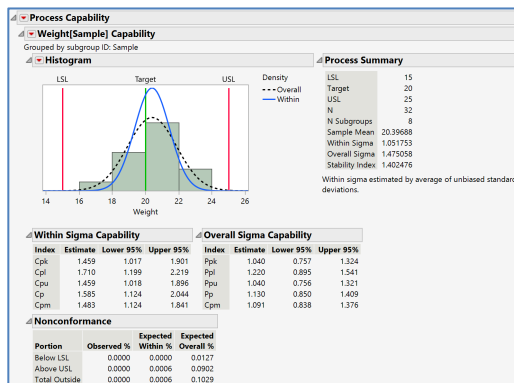 Process Capability
Weight[Sample] Capability
Grouped by subgroup ID: Sample
Histogram
LSL Target USL
14 16 18 20 22 24 26
Weight
Density
Overall
Within
Process Summary
LSL 15
Target 20
USL 25
N 32
N Subgroups 8
Sample Mean 20.39688
Within Sigma 1.051753
Overall Sigma 1.475058
Stability Index 1.402476
Within sigma estimated by average of unbiased standard
deviations.
Within Sigma Capability
Index Estimate Lower 95% Upper 95%
Cpk 1.459 1.017 1.901
Cpl 1.710 1.199 2.219
Cpu 1.459 1.018 1.896
Cp 1.585 1.124 2.044
Cpm 1.483 1.124 1.841
Overall Sigma Capability
Index Estimate Lower 95% Upper 95%
Ppk 1.040 0.757 1.324
Ppl 1.220 0.895 1.541
Ppu 1.040 0.756 1.321
Pp 1.130 0.850 1.409
Cpm 1.091 0.838 1.376
Nonconformance
Expected Expected
Portion Observed % Within % Overall %
Below LSL 0.0000 0.0000 0.0127
Above USL 0.0000 0.0006 0.0902
Total Outside 0.0000 0.0006 0.1029